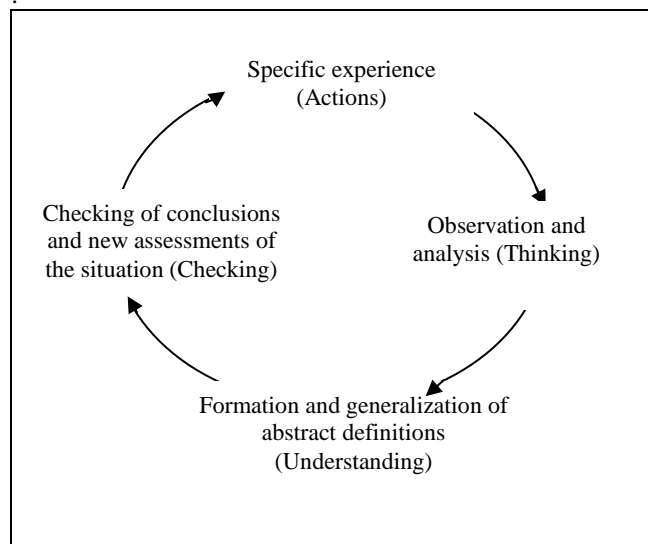 Specific experience
(Actions)
Observation and
analysis (Thinking)
Formation and generalization of
abstract definitions
(Understanding)
Checking of conclusions
and new assessments of
the situation (Checking)